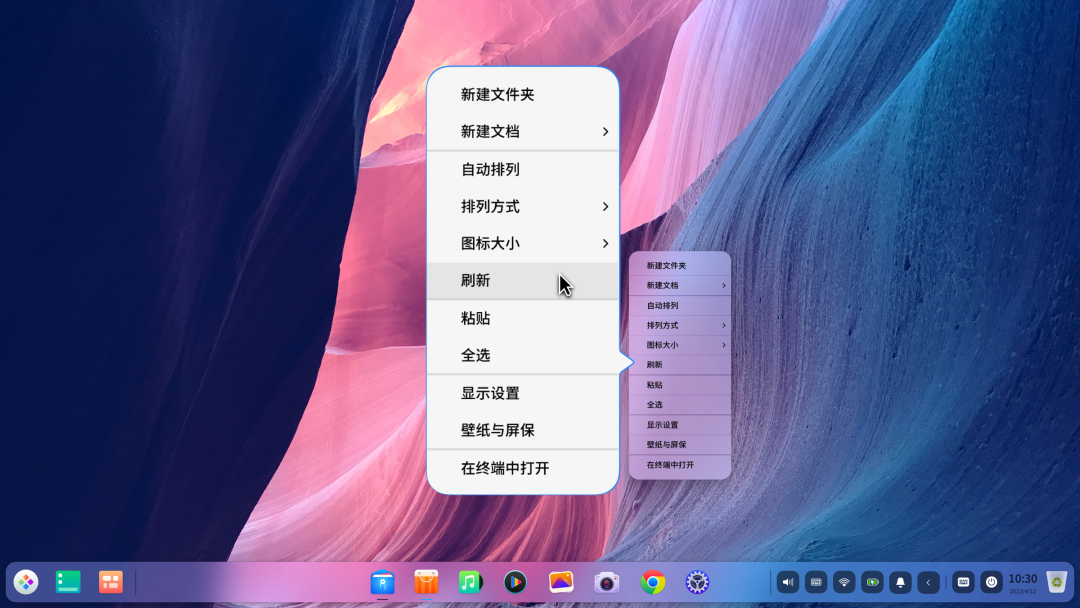 新建文件夹
新建文档
自动排列
排列方式
图标大小
刷新
粘贴
全选
显示设置
壁纸与屏保
在终端中打开
新建文件夹
新建文档
自动排列
排列方式
图标大小
刷新
粘贴
全选
显示设置
壁纸与屏保
在终端中打开
10:30
2023/4/12